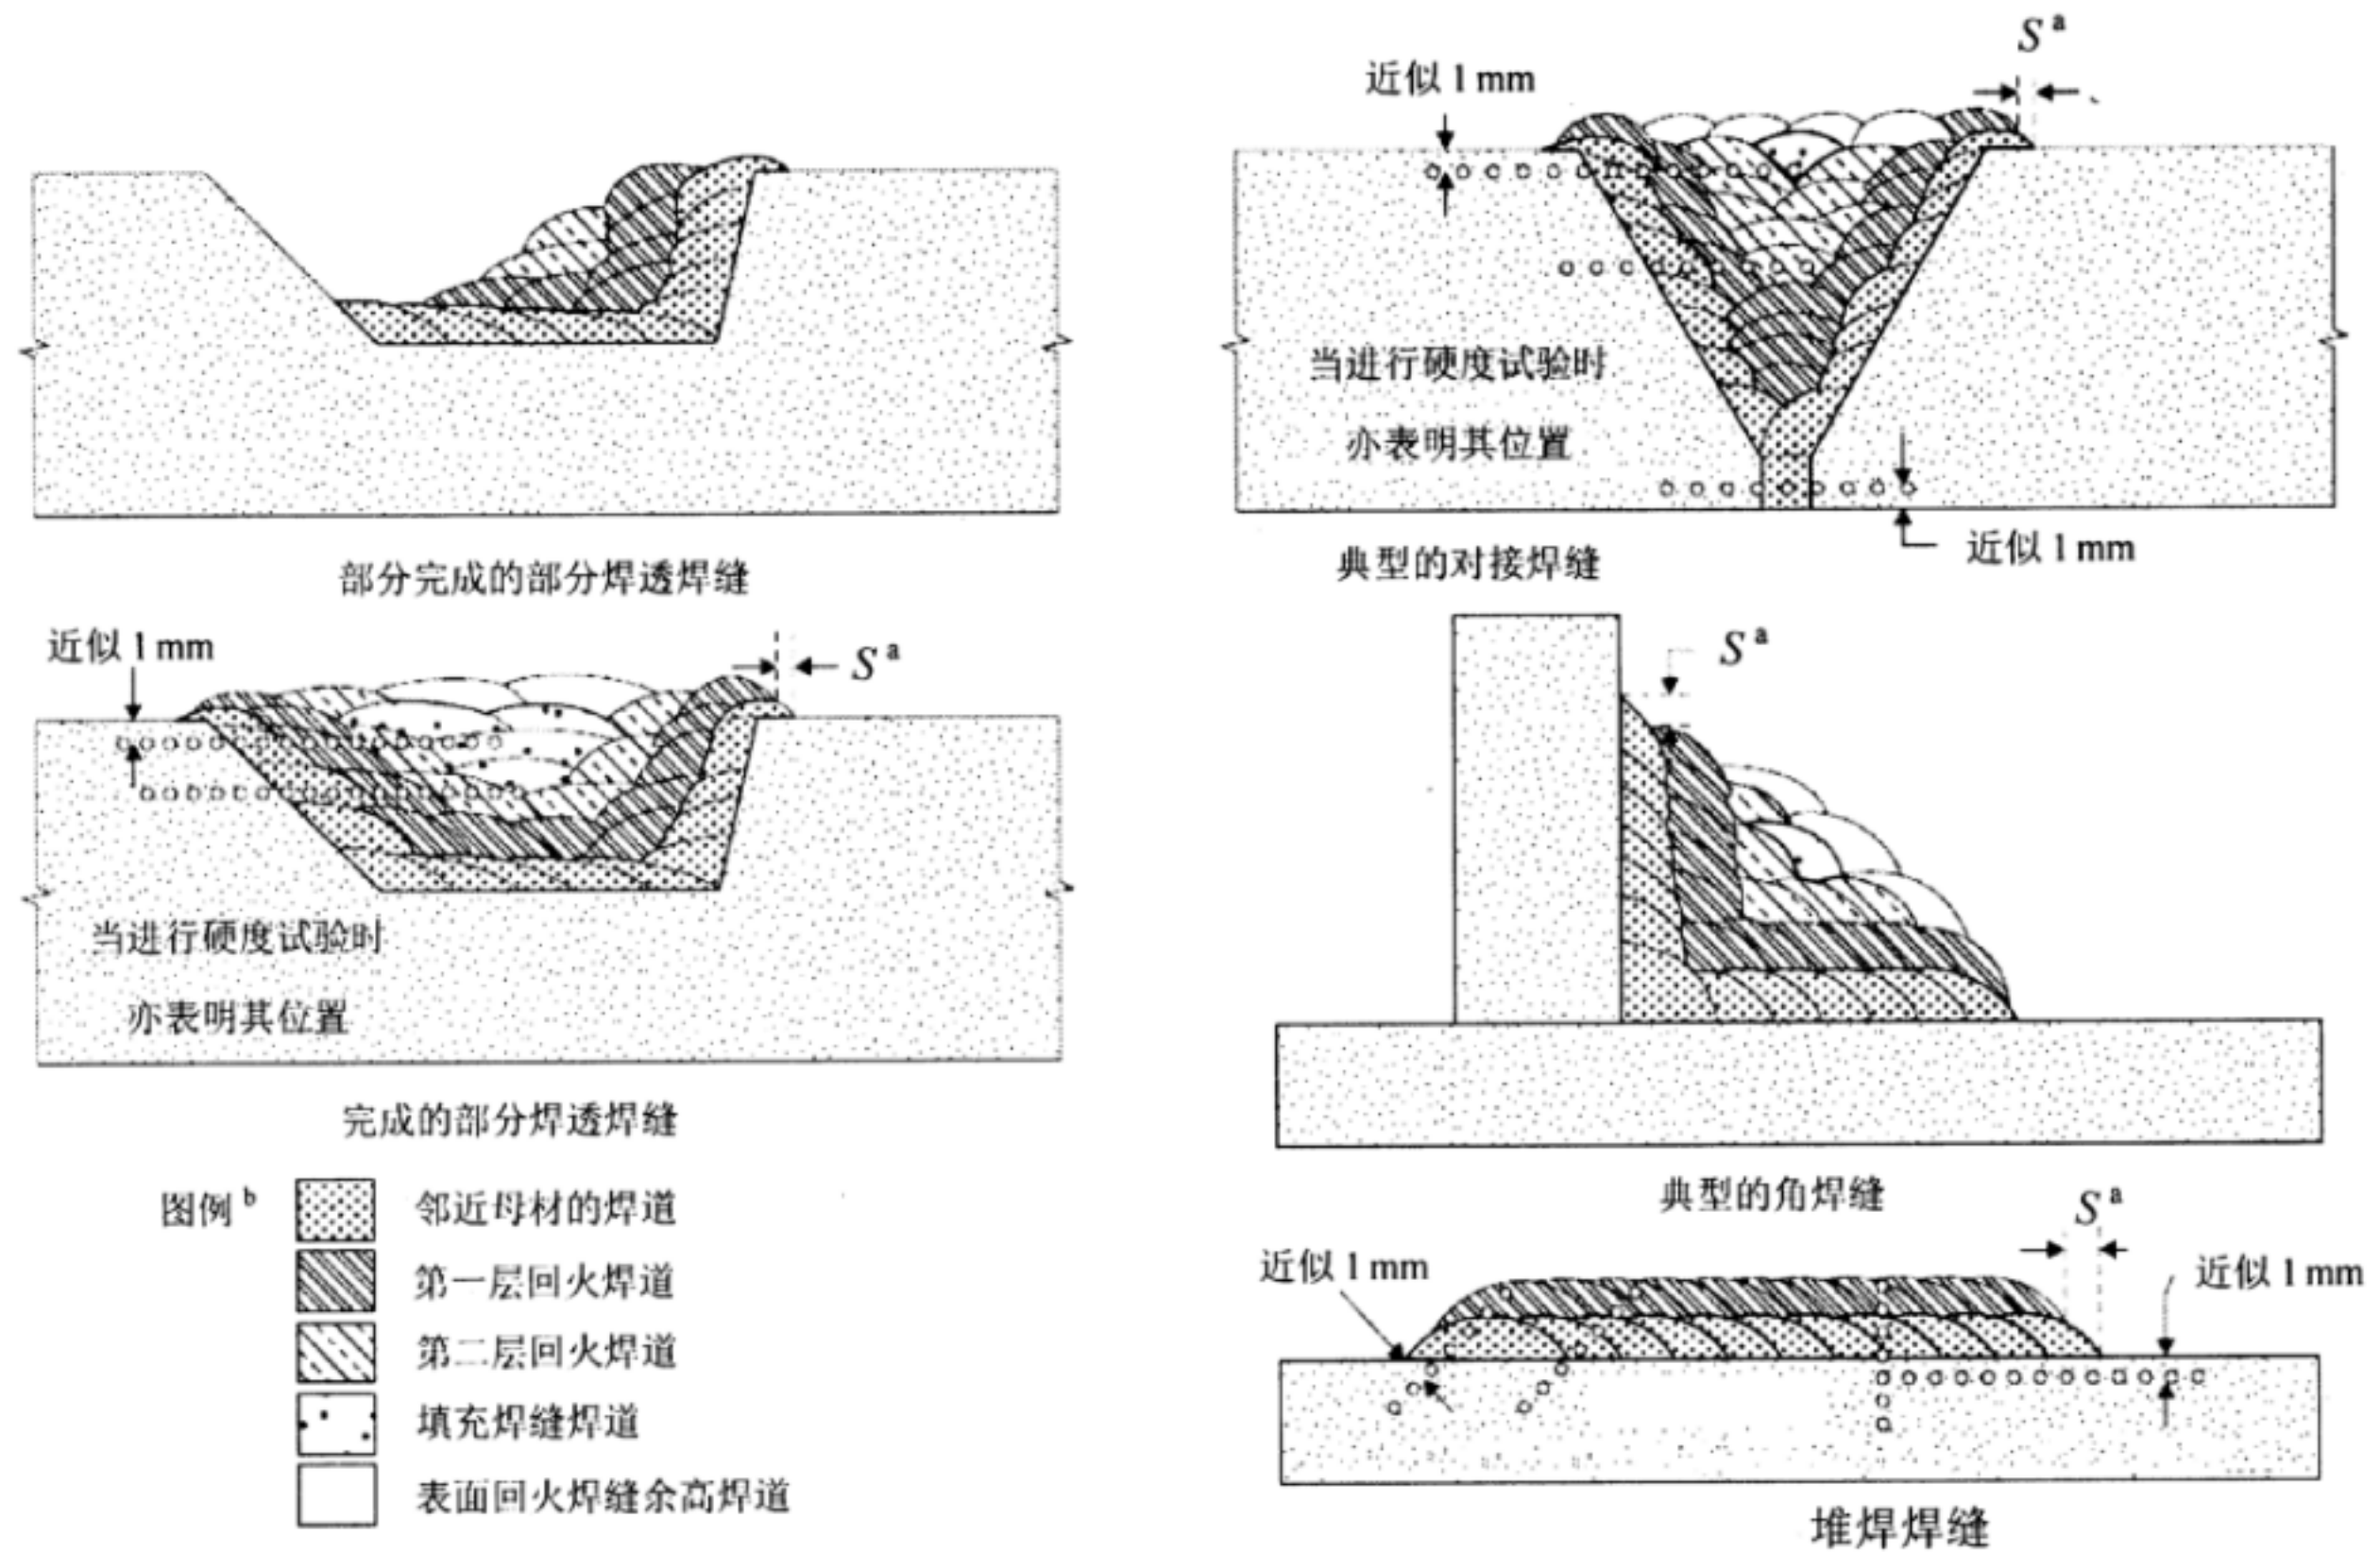 部分完成的部分焊透焊缝
近似 1 mm
S a
当进行硬度试验时
亦表明其位置
完成的部分焊透焊缝
图例 b
邻近母材的焊道
第一层回火焊道
第二层回火焊道
填充焊缝焊道
表面回火焊缝余高焊道
S a
近似 1 mm
当进行硬度试验时
亦表明其位置
近似 1 mm
典型的对接焊缝
S a
典型的角焊缝
S a
近似 1 mm
近似 1 mm
堆焊焊缝